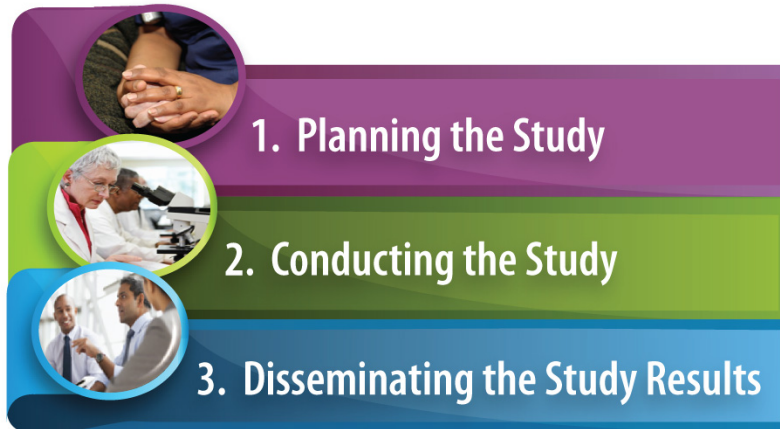 1. Planning the Study
2. Conducting the Study
3. Disseminating the Study Results